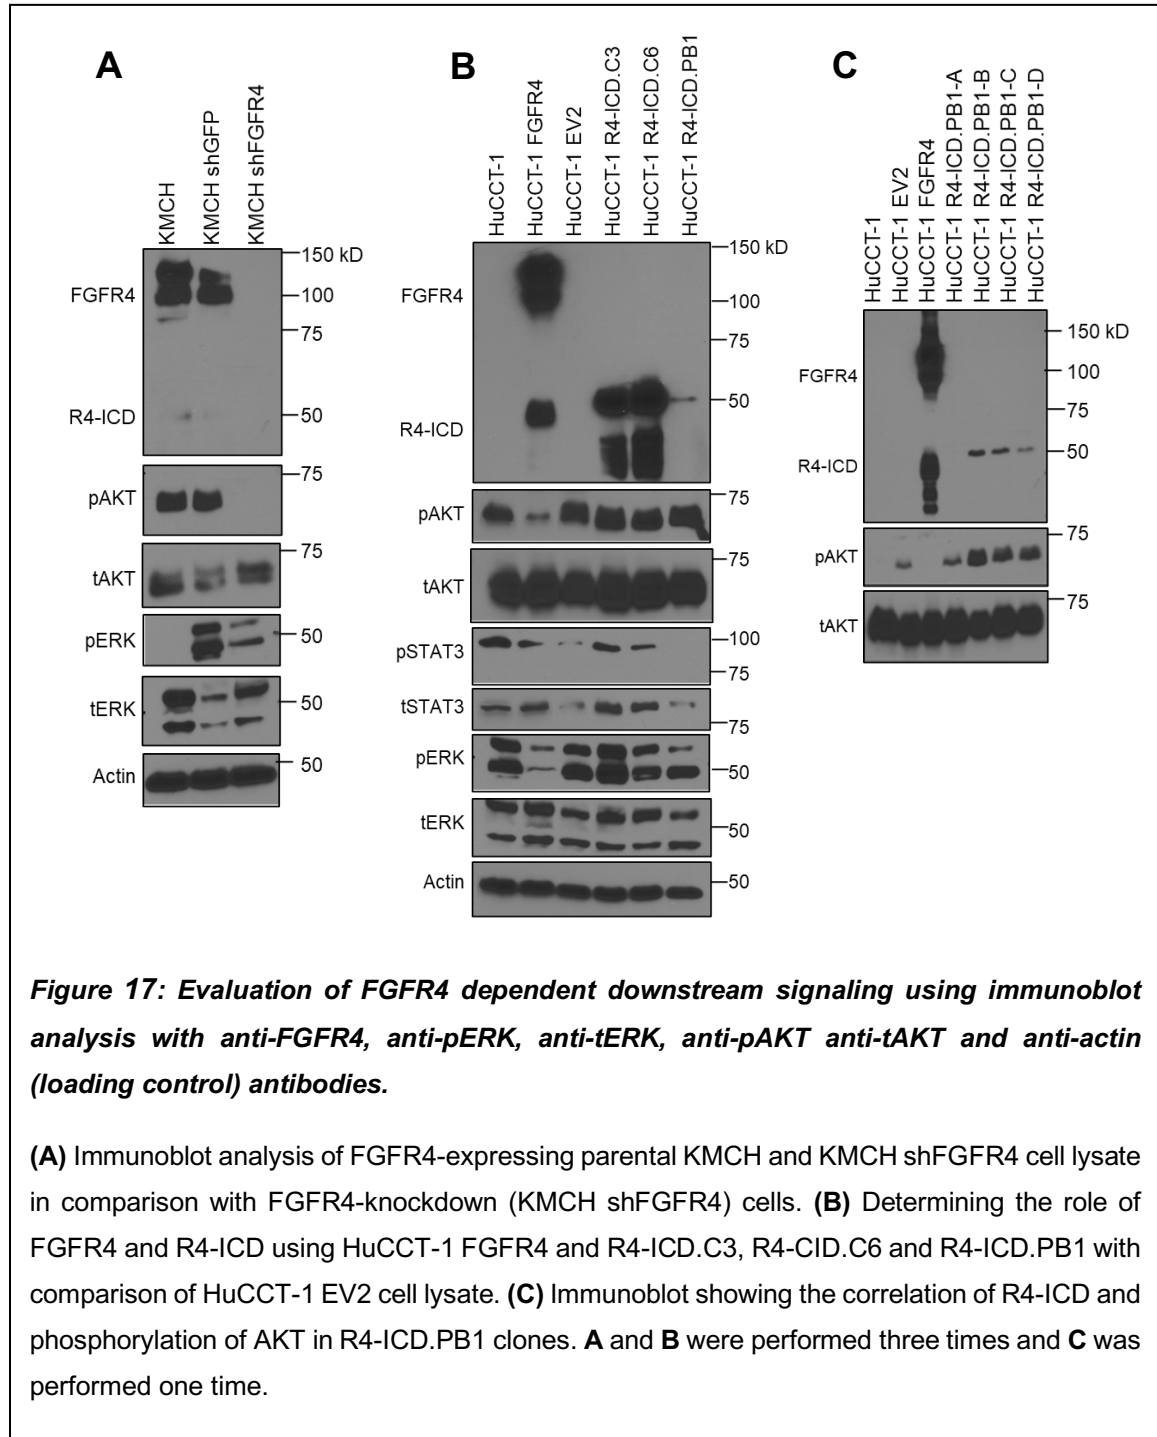 A
KMCH
KMCH shGFP
KMCH shFGFR4
FGFR4
R4-ICD
150 kD
100
75
50
pAKT
75
tAKT
75
pERK
50
tERK
50
Actin
50
B
HuCCT-1
HuCCT-1 FGFR4
HuCCT-1 EV2
HuCCT-1 R4-ICD.C3
HuCCT-1 R4-ICD.C6
HuCCT-1 R4-ICD.PB1
FGFR4
R4-ICD
150 kD
100
75
50
pAKT
75
tAKT
75
pSTAT3
100
75
tSTAT3
75
pERK
50
tERK
50
Actin
50
C
HuCCT-1
HuCCT-1 EV2
HuCCT-1 FGFR4
HuCCT-1 R4-ICD.PB1-A
HuCCT-1 R4-ICD.PB1-B
HuCCT-1 R4-ICD.PB1-C
HuCCT-1 R4-ICD.PB1-D
FGFR4
R4-ICD
150 kD
100
75
50
pAKT
75
tAKT
75
Figure 17: Evaluation of FGFR4 dependent downstream signaling using immunoblot
analysis with anti-FGFR4, anti-pERK, anti-tERK, anti-pAKT anti-tAKT and anti-actin
(loading control) antibodies.
(A) Immunoblot analysis of FGFR4-expressing parental KMCH and KMCH shFGFR4 cell lysate
in comparison with FGFR4-knockdown (KMCH shFGFR4) cells. (B) Determining the role of
FGFR4 and R4-ICD using HuCCT-1 FGFR4 and R4-ICD.C3, R4-CID.C6 and R4-ICD.PB1 with
comparison of HuCCT-1 EV2 cell lysate. (C) Immunoblot showing the correlation of R4-ICD and
phosphorylation of AKT in R4-ICD.PB1 clones. A and B were performed three times and C was
performed one time.